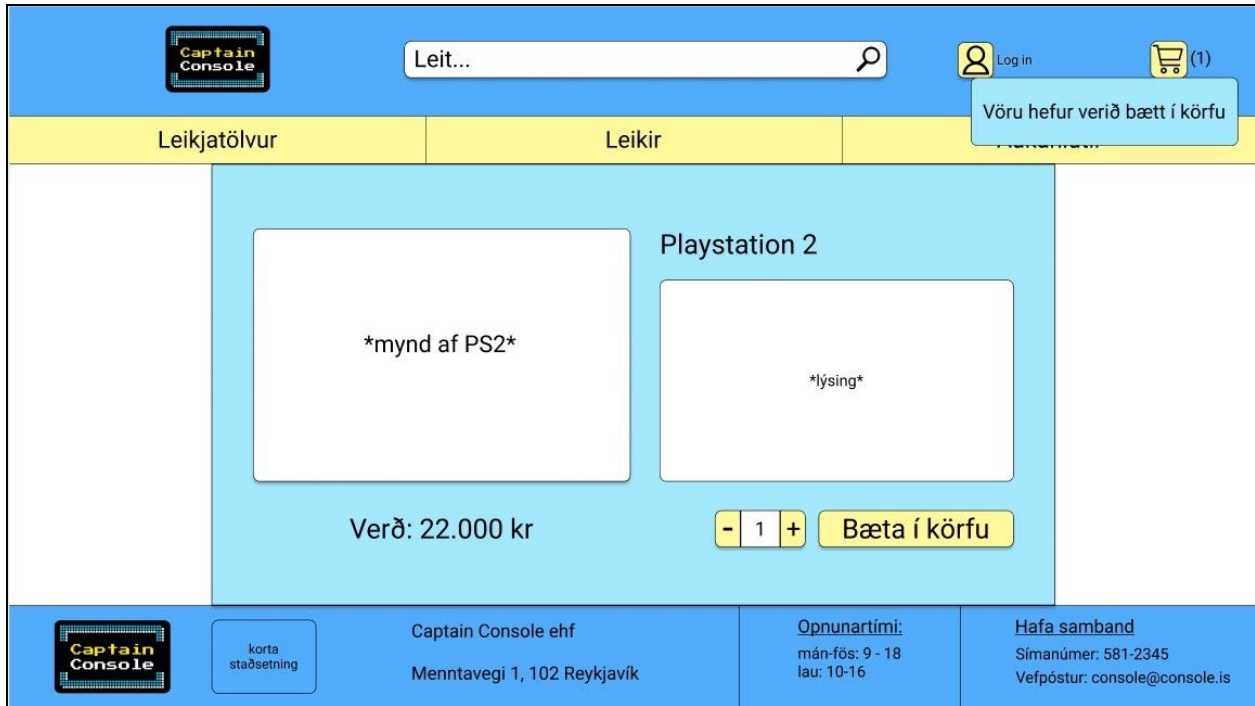 Captain
Console
Leit...
Log in
(1)
Vöru hefur verið bætt í körfu
Leikjatölvur
Leikir
Playstation 2
*mynd af PS2*
*lýsing*
Verð: 22.000 kr
- 1 +
Bæta í körfu
Captain
Console
korta
staðsetning
Captain Console ehf
Menntavegi 1, 102 Reykjavík
Opnunartími:
mán-fös: 9 - 18
lau: 10-16
Hafa samband
Símanúmer: 581-2345
Vefpóstur: console@console.is